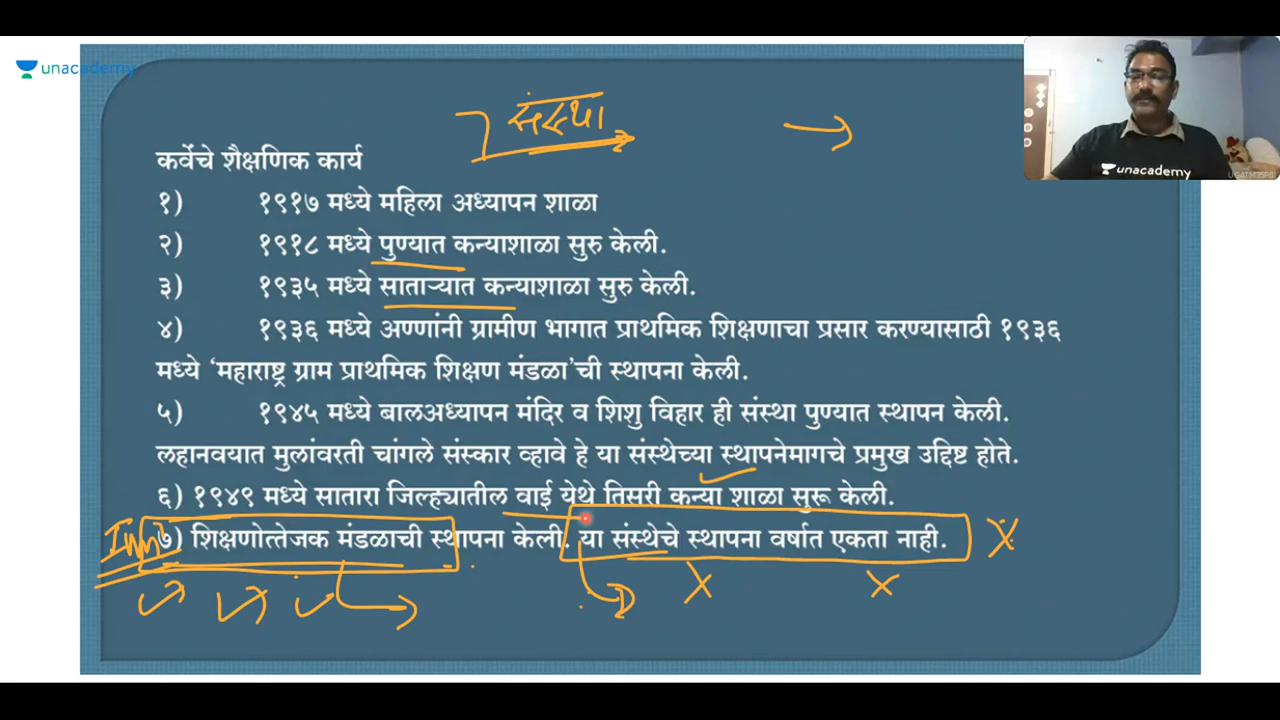 unacademy
संस्था
unacademy
कर्वेचे शैक्षणिक कार्य
१) १९१७ मध्ये महिला अध्यापन शाळा
२) १९१८ मध्ये पुण्यात कन्याशाळा सुरु केली.
३) १९३५ मध्ये साताऱ्यात कन्याशाळा सुरु केली.
४) १९३६ मध्ये अण्णांनी ग्रामीण भागात प्राथमिक शिक्षणाचा प्रसार करण्यासाठी १९३६
मध्ये ‘महाराष्ट्र ग्राम प्राथमिक शिक्षण मंडळा’ची स्थापना केली.
५) १९४५ मध्ये बालअध्यापन मंदिर व शिशु विहार ही संस्था पुण्यात स्थापन केली.
लहानवयात मुलांवरती चांगले संस्कार व्हावे हे या संस्थेच्या स्थापनेमागचे प्रमुख उद्दिष्ट होते.
६) १९४९ मध्ये सातारा जिल्ह्यातील वाई येथे तिसरी कन्या शाळा सुरू केली.
७) शिक्षणोत्तेजक मंडळाची स्थापना केली. या संस्थेचे स्थापना वर्षात एकता नाही.